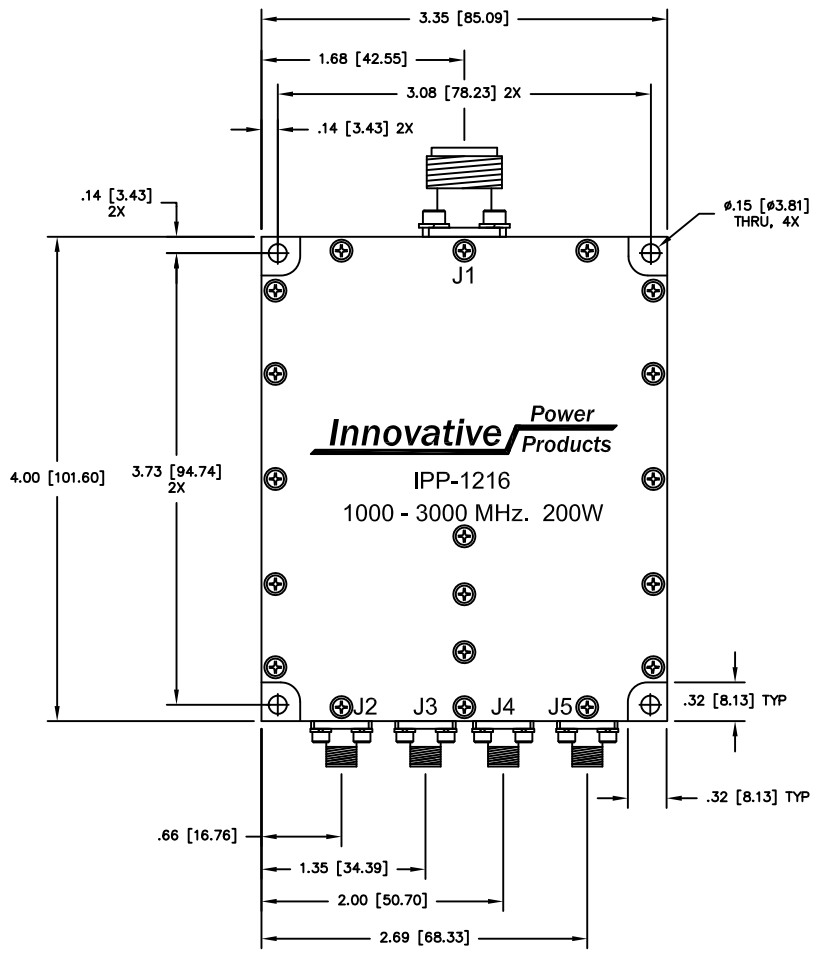 3.35 [85.09]
1.68 [42.55]
3.08 [78.23] 2X
.14 [3.43] 2X
.14 [3.43]
2X
ø.15 [ø3.81]
THRU, 4X
J1
Innovative Power
Products
4.00 [101.60]
3.73 [94.74]
2X
IPP-1216
1000 - 3000 MHz. 200W
J2 J3 J4 J5
.32 [8.13] TYP
.32 [8.13] TYP
.66 [16.76]
1.35 [34.39]
2.00 [50.70]
2.69 [68.33]